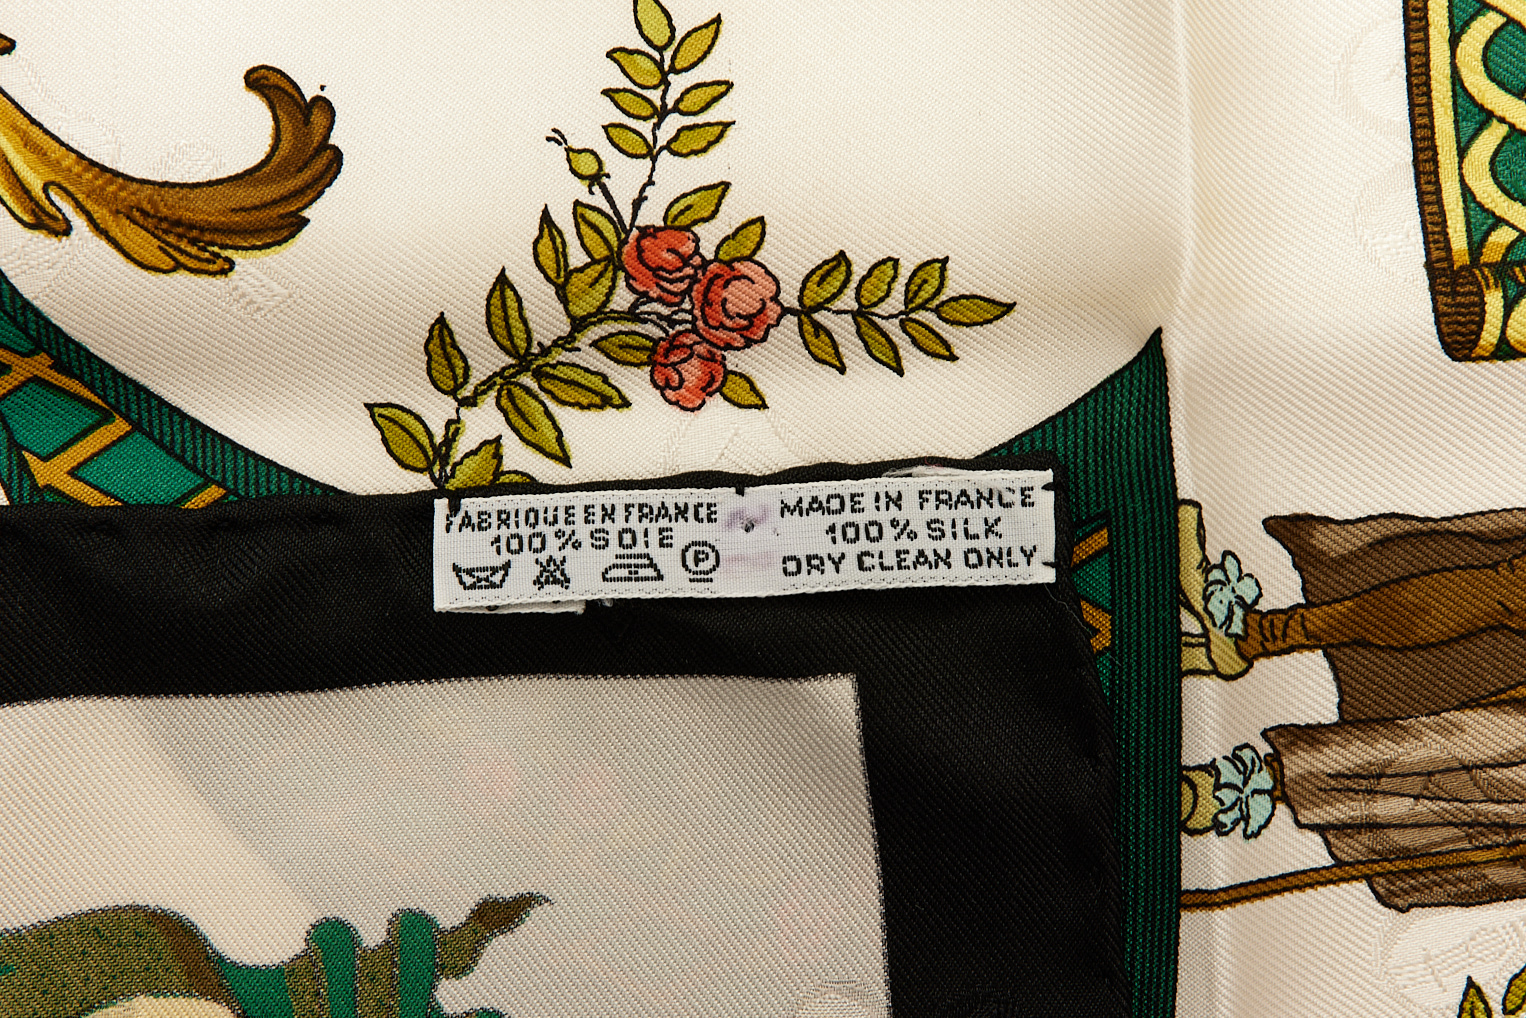 FABRIQUE EN FRANCE
100% SOIE
P
MADE IN FRANCE
100% SILK
DRY CLEAN ONLY